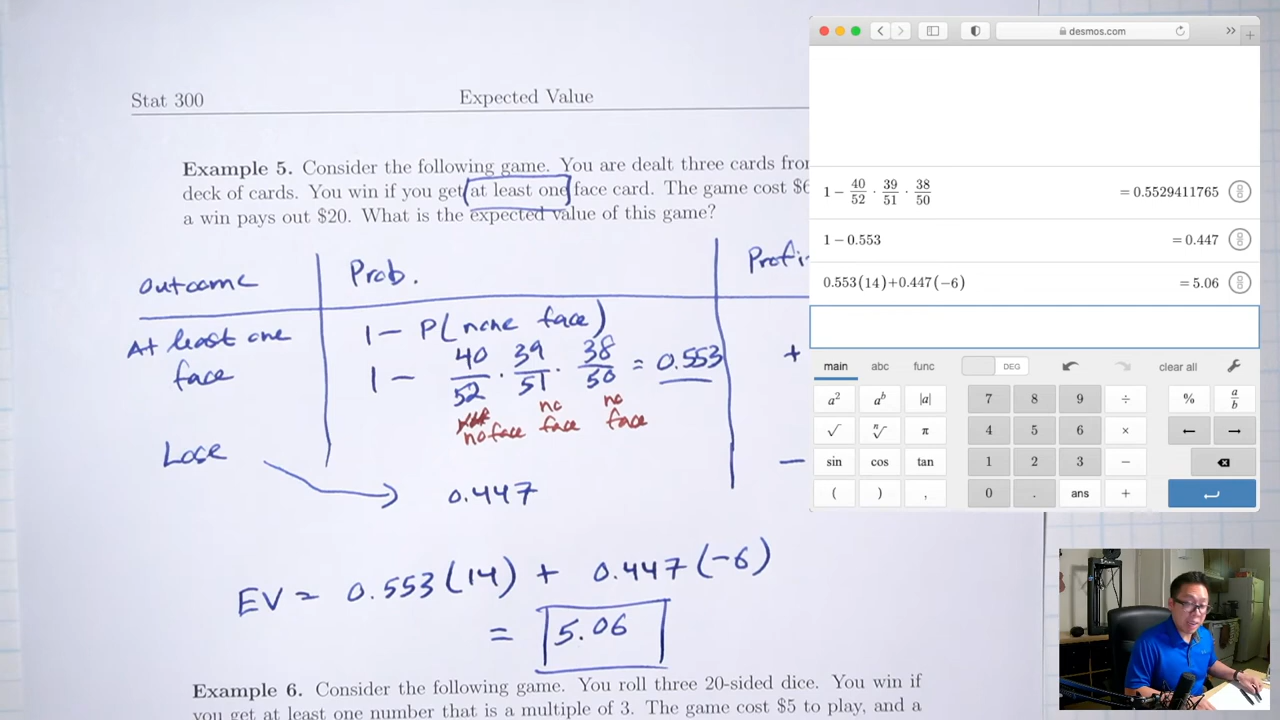 desmos.com
Stat 300
Expected Value
Example 5. Consider the following game. You are dealt three cards from
deck of cards. You win if you get at least one face card. The game cost $6
a win pays out $20. What is the expected value of this game?
Outcome
Prob.
At least one
face
1 - P(none face)
1 - 40/52 · 39/51 · 38/50 = 0.553
+
no face
no
face
no
face
Lose
0.447
−
EV = 0.553(14) + 0.447(-6)
= 5.06
Example 6. Consider the following game. You roll three 20-sided dice. You win if
you get at least one number that is a multiple of 3. The game cost $5 to play, and a
1 − 40/52 · 39/51 · 38/50 = 0.5529411765
1 − 0.553 = 0.447
0.553(14)+0.447(−6) = 5.06
main abc func DEG clear all
a² aᵇ |a| 7 8 9 ÷ % a/b
√ ⁿ√ π 4 5 6 × ← →
sin cos tan 1 2 3 −
( ) , 0 . ans +